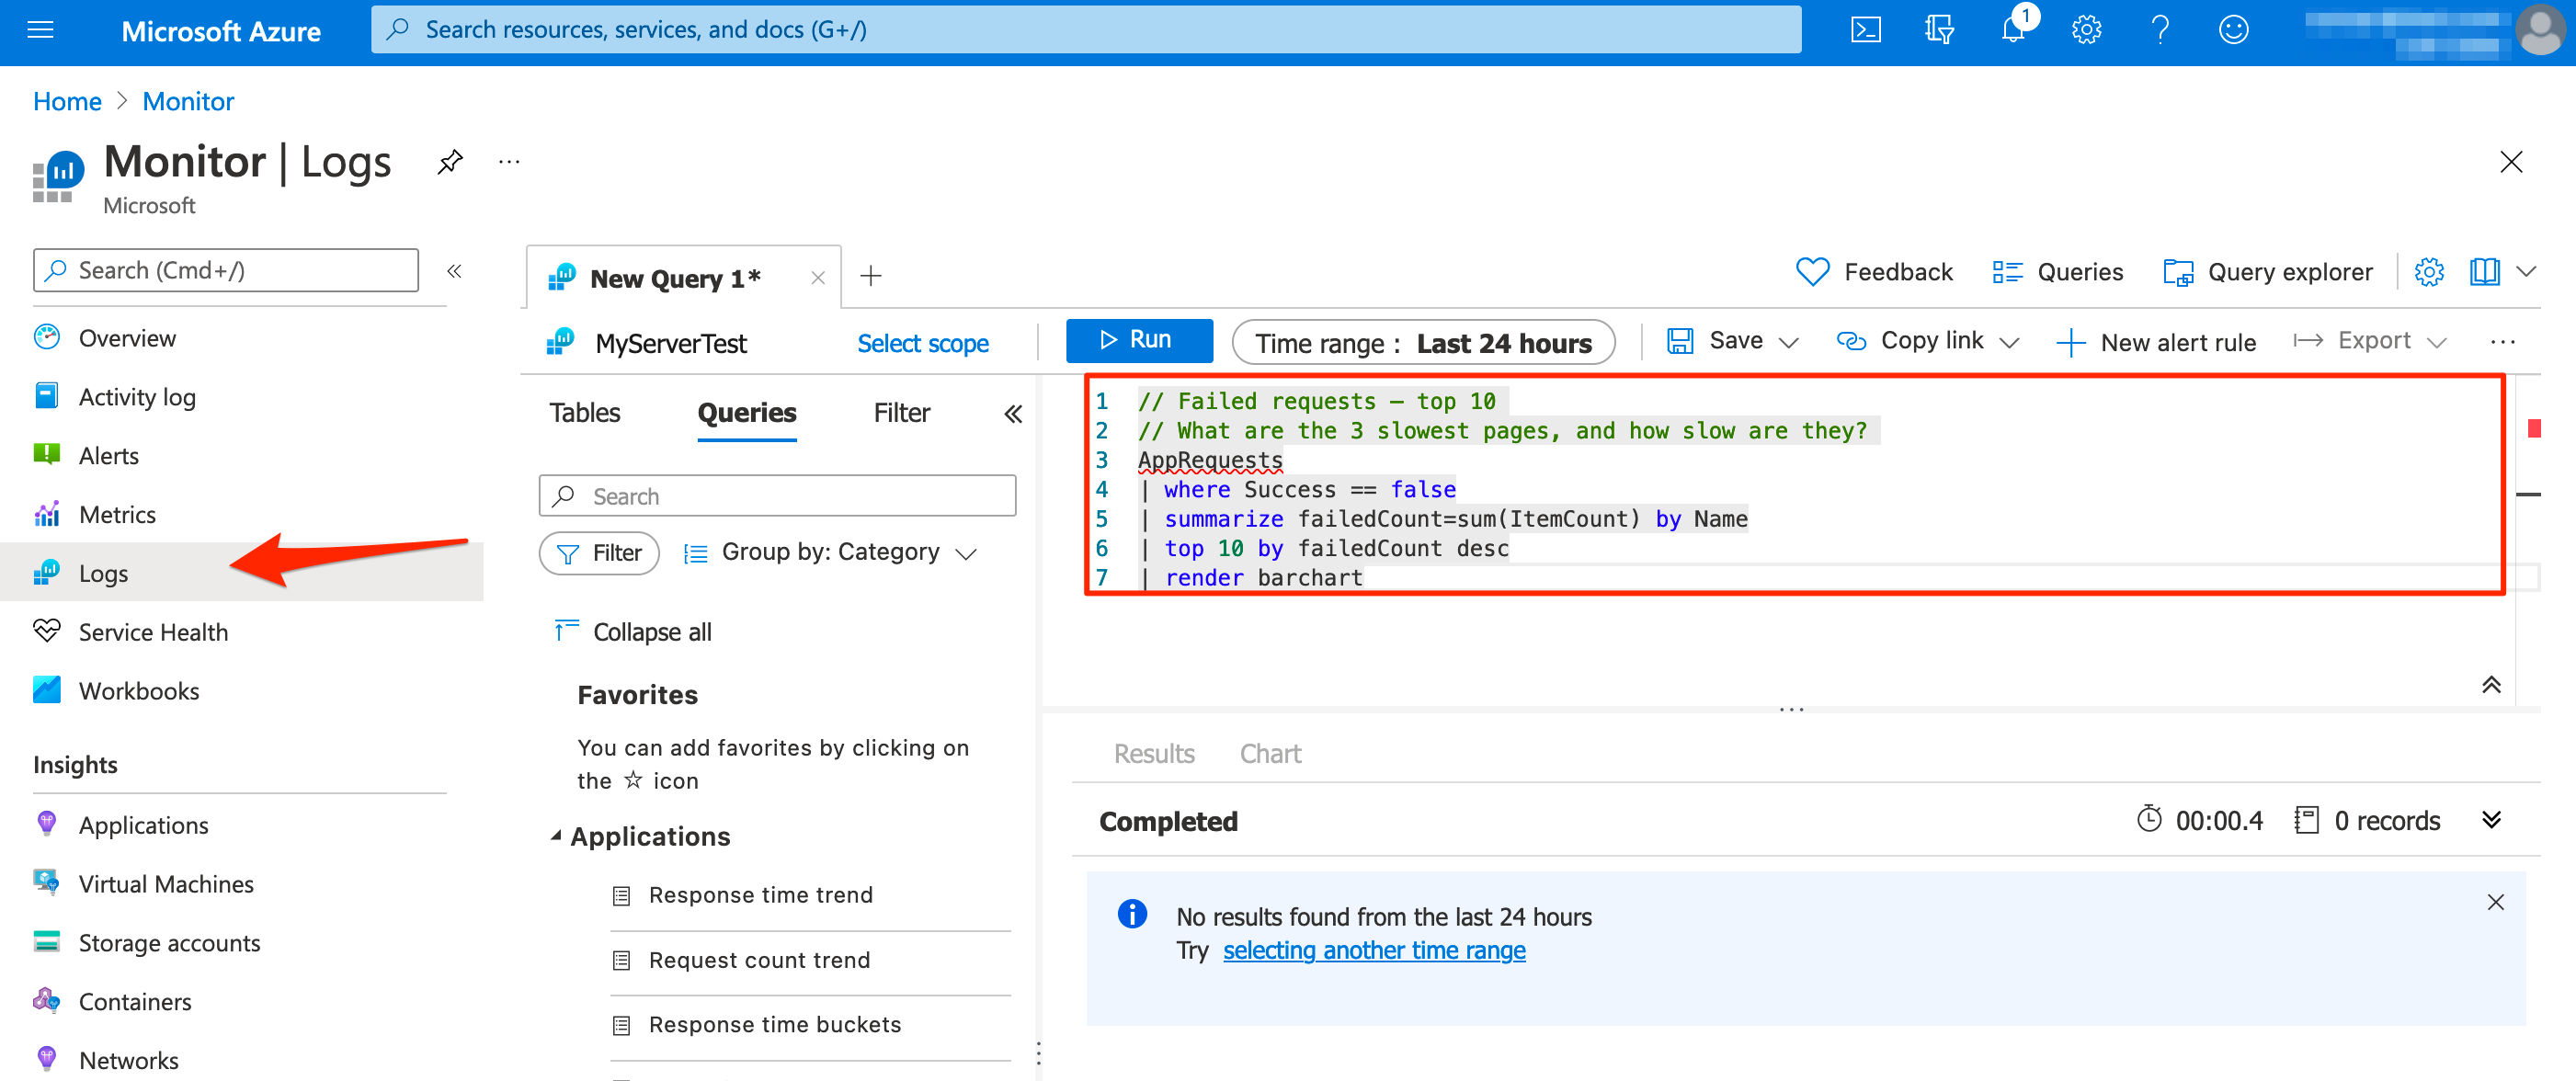 Microsoft Azure
Search resources, services, and docs (G+/)
1
Home > Monitor
Monitor | Logs
Microsoft
Search (Cmd+/)
Overview
Activity log
Alerts
Metrics
Logs
Service Health
Workbooks
Insights
Applications
Virtual Machines
Storage accounts
Containers
Networks
New Query 1*
Feedback
Queries
Query explorer
MyServerTest
Select scope
Run
Time range : Last 24 hours
Save
Copy link
New alert rule
Export
Tables
Queries
Filter
Search
Filter
Group by: Category
Collapse all
Favorites
You can add favorites by clicking on
the ☆ icon
Applications
Response time trend
Request count trend
Response time buckets
1 // Failed requests – top 10
2 // What are the 3 slowest pages, and how slow are they?
3 AppRequests
4 | where Success == false
5 | summarize failedCount=sum(ItemCount) by Name
6 | top 10 by failedCount desc
7 | render barchart
Results
Chart
Completed
00:00.4
0 records
No results found from the last 24 hours
Try selecting another time range